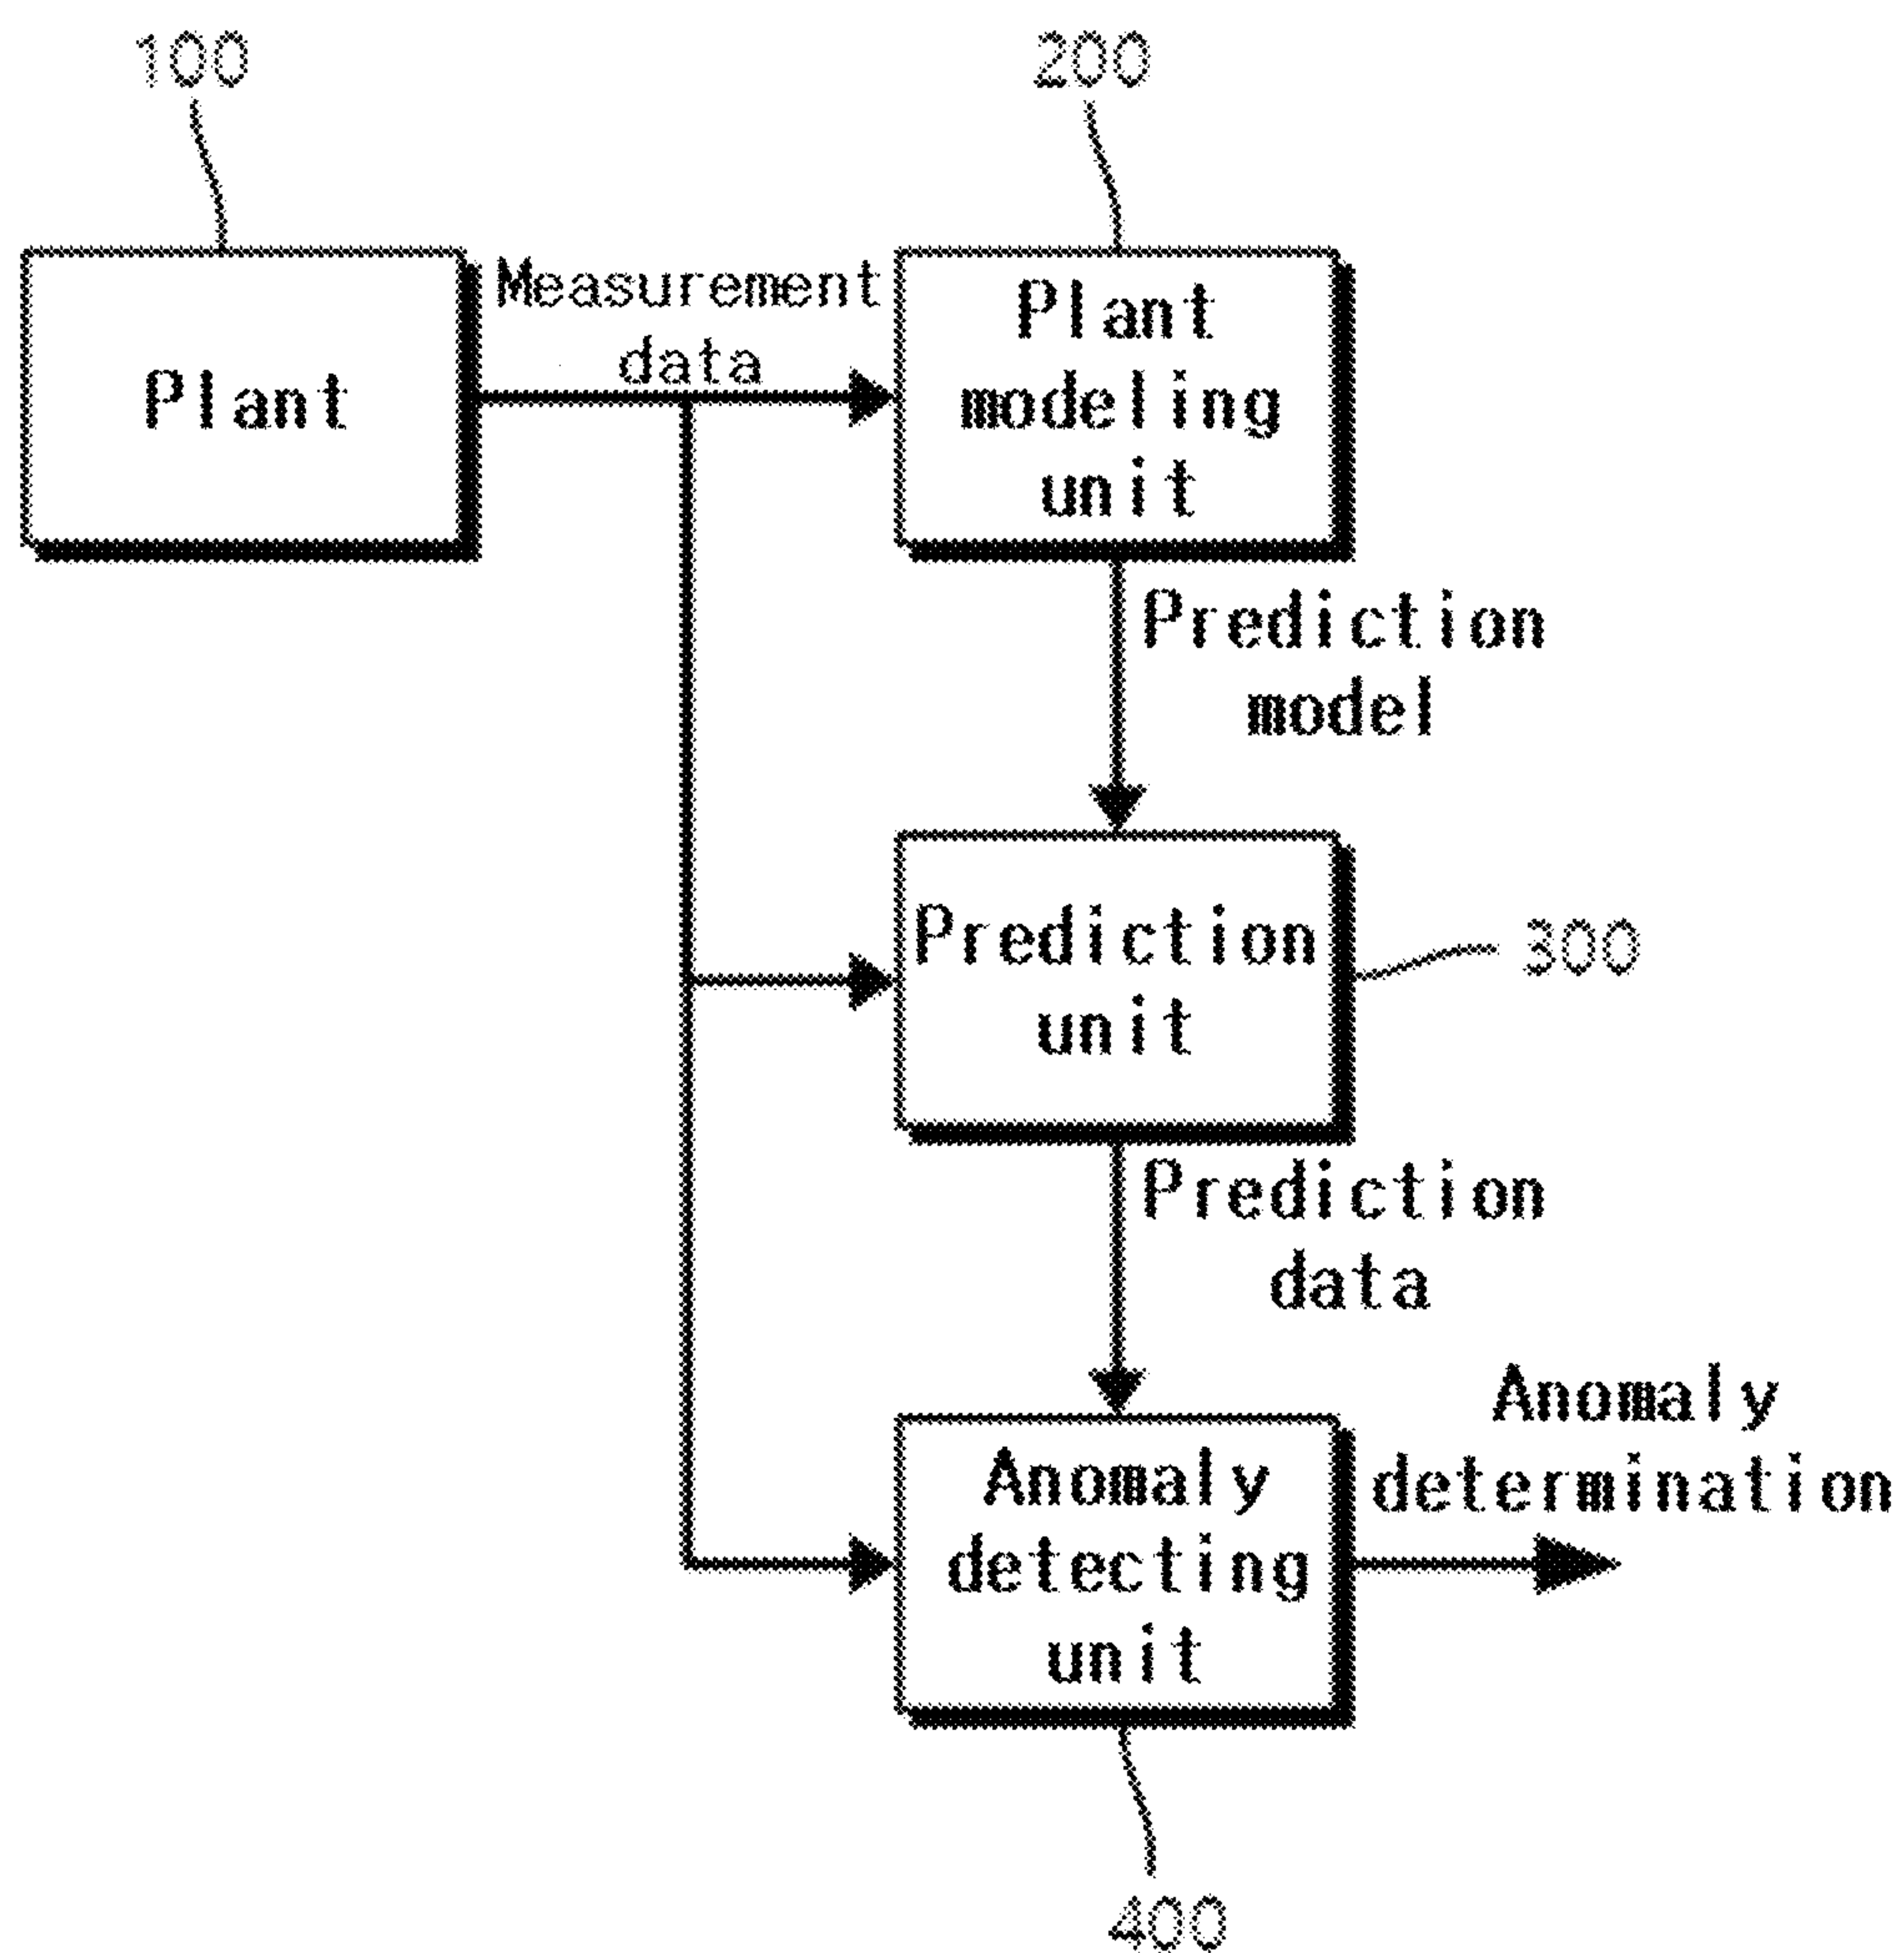 100
200
Plant
Measurement
data
Plant
modeling
unit
Prediction
model
Prediction
unit
300
Prediction
data
Anomaly
detecting
unit
Anomaly
determination
400